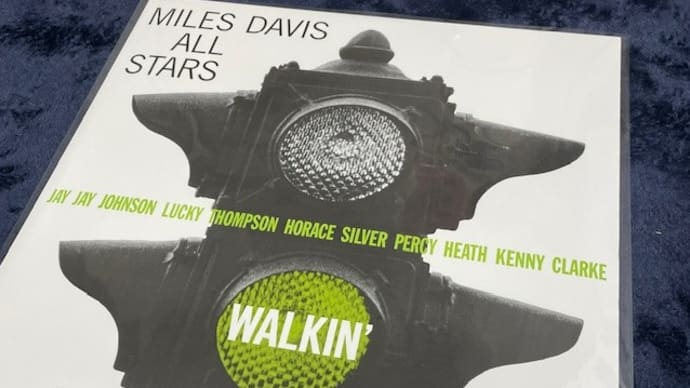 MILES DAVIS
ALL
STARS
JAY JAY JOHNSON LUCKY THOMPSON HORACE SILVER PERCY HEATH KENNY CLARKE
WALKIN'